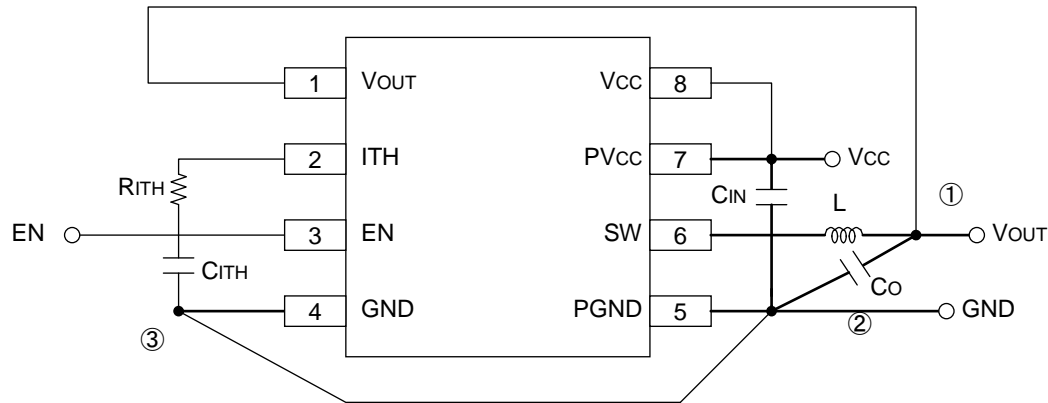 1 VOUT
VCC 8
2 ITH
PVCC 7
VCC
RITH
CIN
L
①
EN
3 EN
SW 6
VOUT
CITH
CO
4 GND
PGND 5
②
GND
③